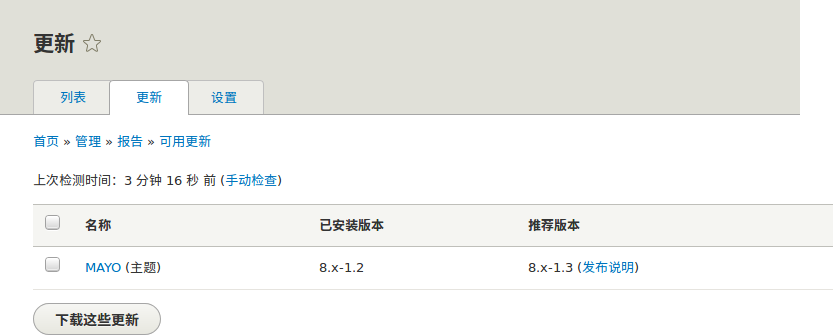 更新
列表 更新 设置
首页 » 管理 » 报告 » 可用更新
上次检测时间：3 分钟 16 秒 前 (手动检查)
名称 已安装版本 推荐版本
MAYO (主题) 8.x-1.2 8.x-1.3 (发布说明)
下载这些更新